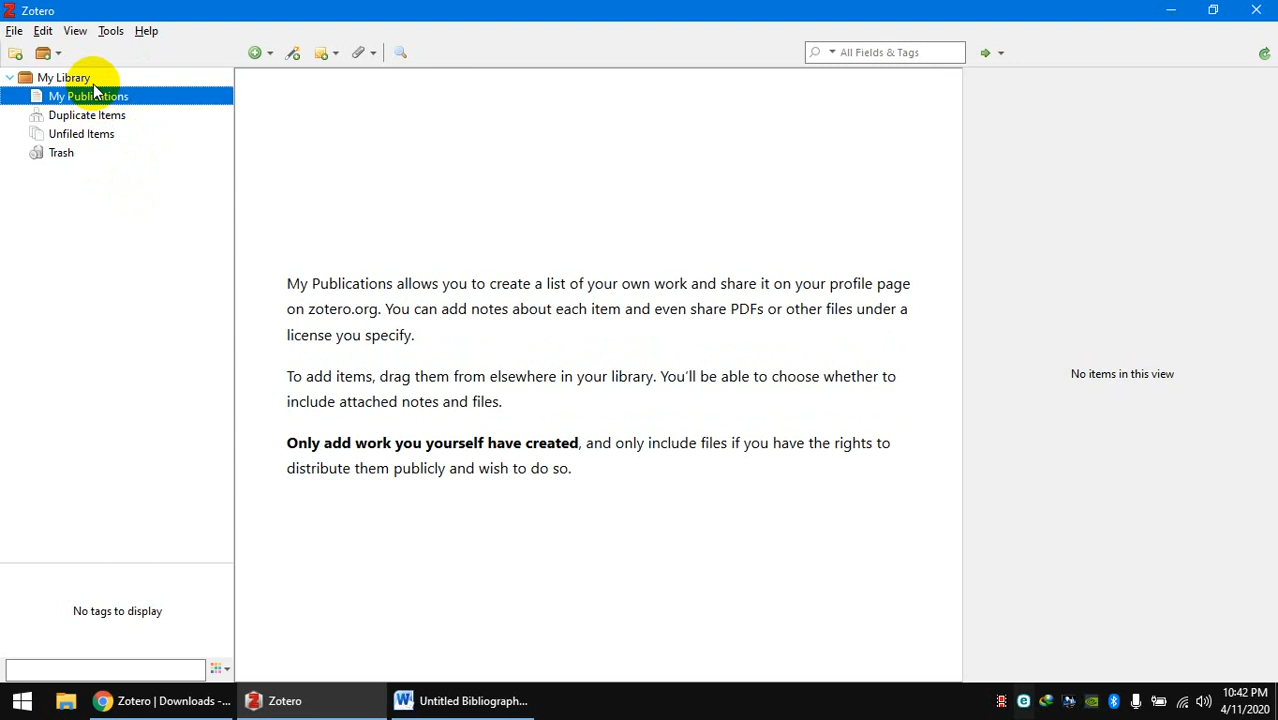 Zotero
File Edit View Tools Help
All Fields & Tags
My Library
My Publications
Duplicate Items
Unfiled Items
Trash
My Publications allows you to create a list of your own work and share it on your profile page
on zotero.org. You can add notes about each item and even share PDFs or other files under a
license you specify.
To add items, drag them from elsewhere in your library. You'll be able to choose whether to
include attached notes and files.
Only add work you yourself have created, and only include files if you have the rights to
distribute them publicly and wish to do so.
No items in this view
No tags to display
Zotero | Downloads -...
Zotero
Untitled Bibliograph...
10:42 PM
4/11/2020